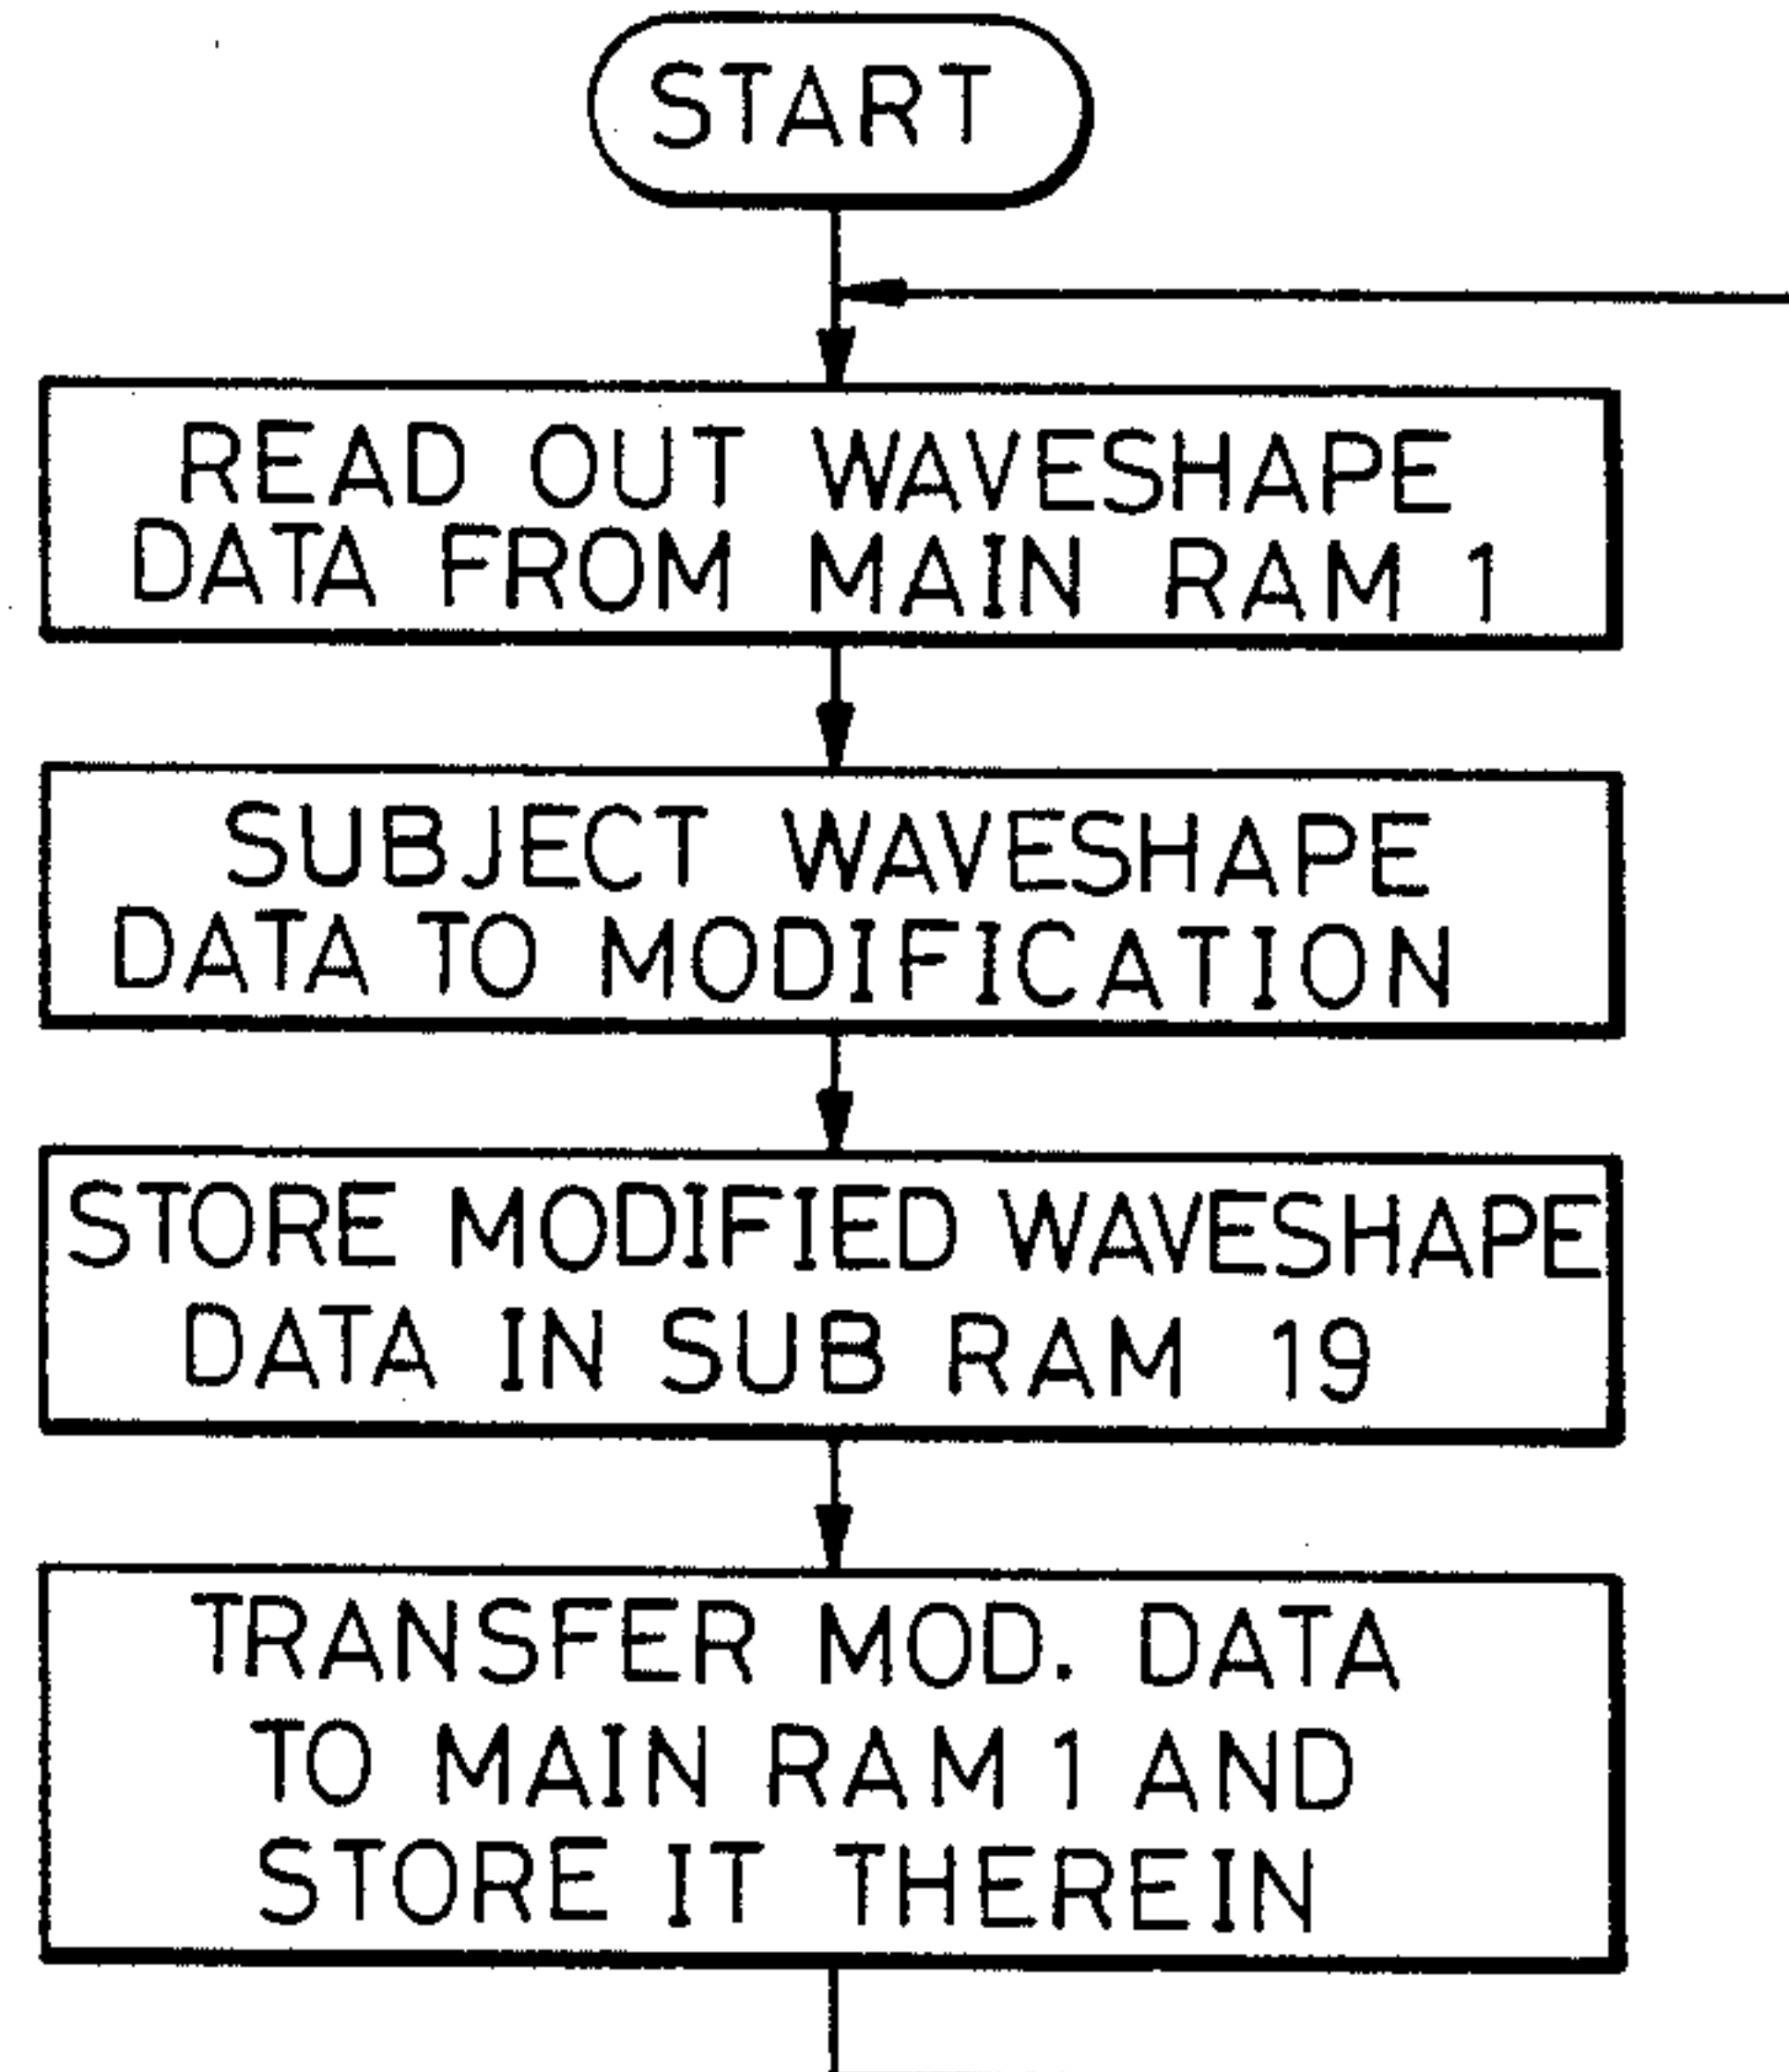 START
READ OUT WAVESHAPE
DATA FROM MAIN RAM 1
SUBJECT WAVESHAPE
DATA TO MODIFICATION
STORE MODIFIED WAVESHAPE
DATA IN SUB RAM 19
TRANSFER MOD. DATA
TO MAIN RAM 1 AND
STORE IT THEREIN